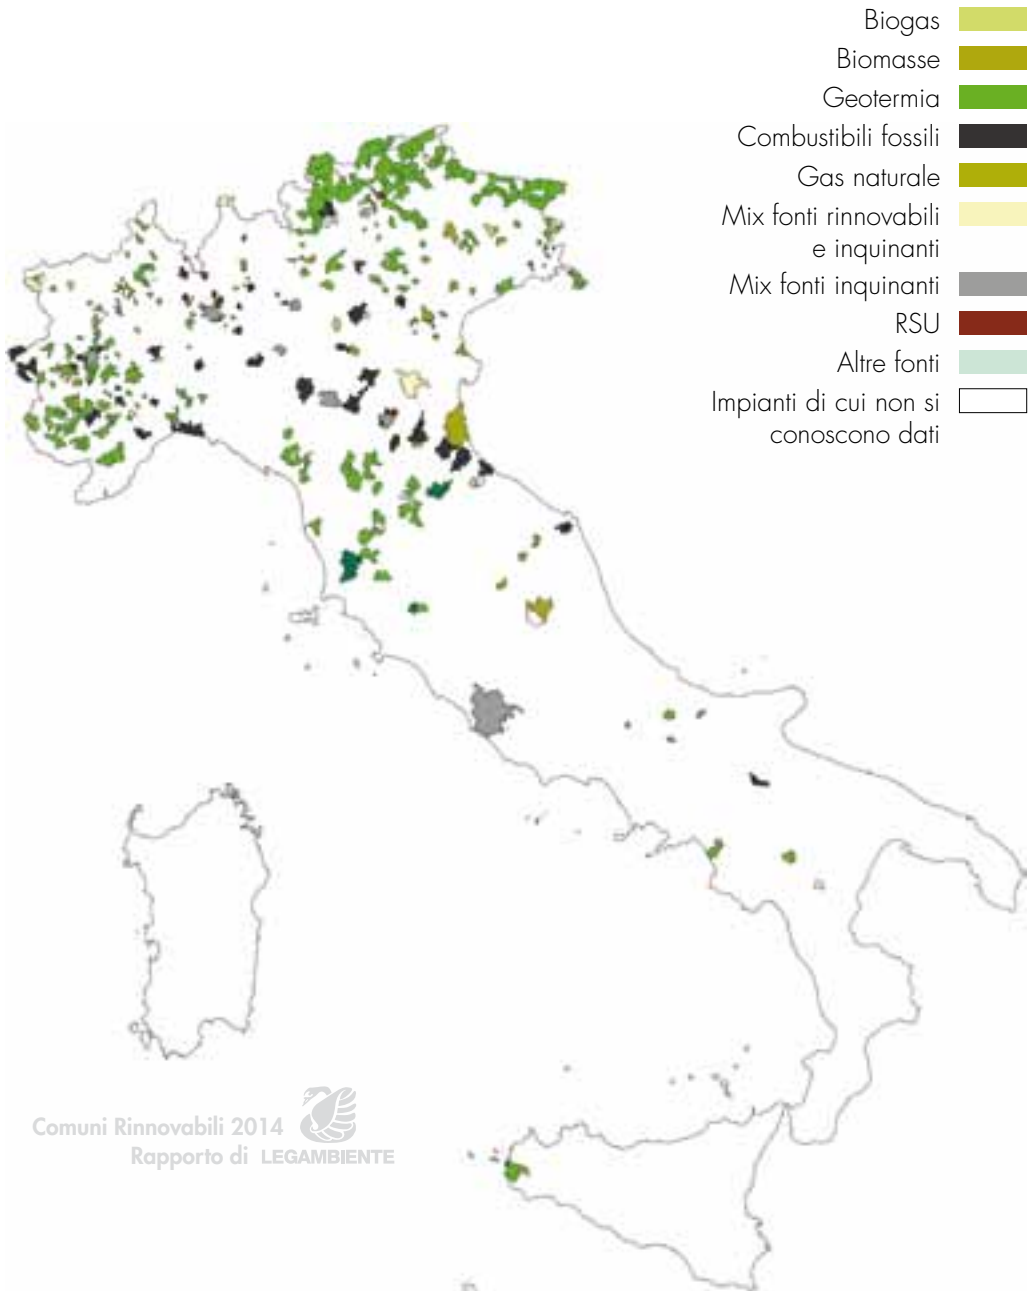 Biogas
Biomasse
Geotermia
Combustibili fossili
Gas naturale
Mix fonti rinnovabili
e inquinanti
Mix fonti inquinanti
RSU
Altre fonti
Impianti di cui non si
conoscono dati
Comuni Rinnovabili 2014
Rapporto di LEGAMBIENTE